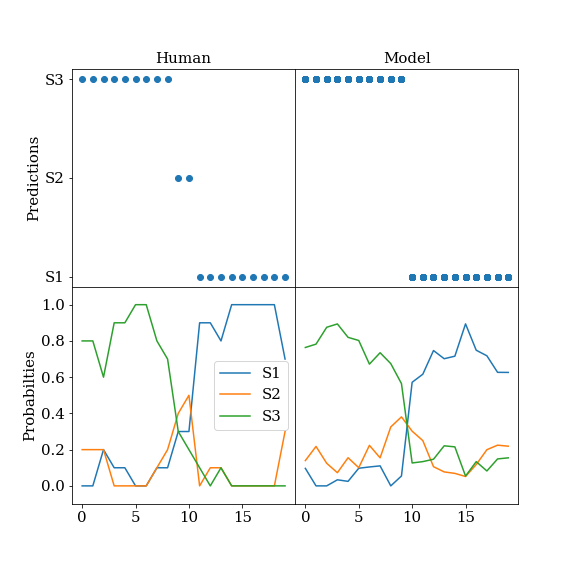 Human
Model
S3
S2
S1
Predictions
1.0
0.8
0.6
0.4
0.2
0.0
Probabilties
S1
S2
S3
0 5 10 15
0 5 10 15